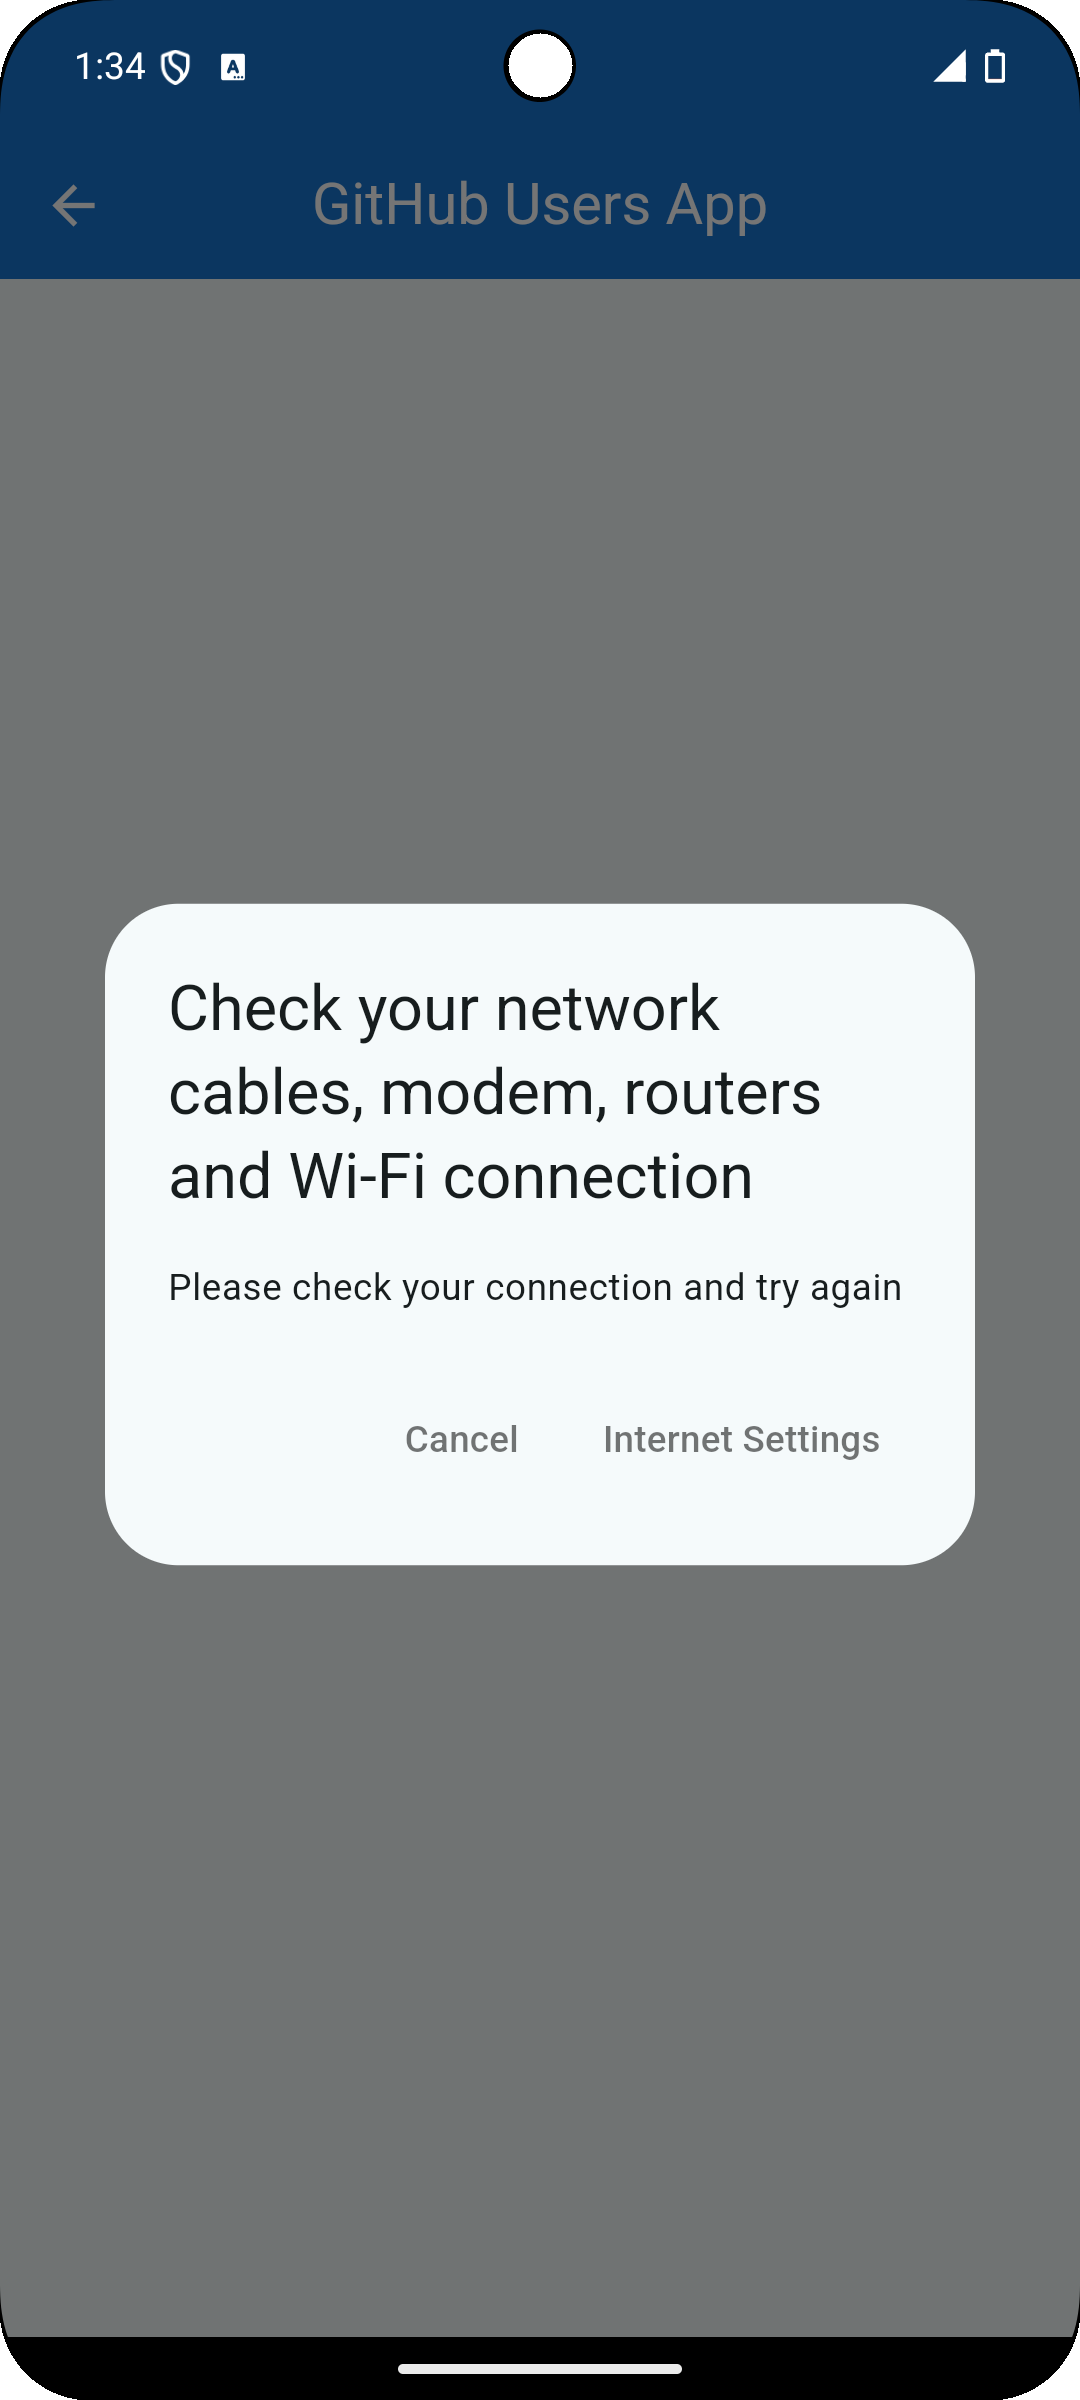 1:34
GitHub Users App
Check your network
cables, modem, routers
and Wi-Fi connection
Please check your connection and try again
Cancel
Internet Settings